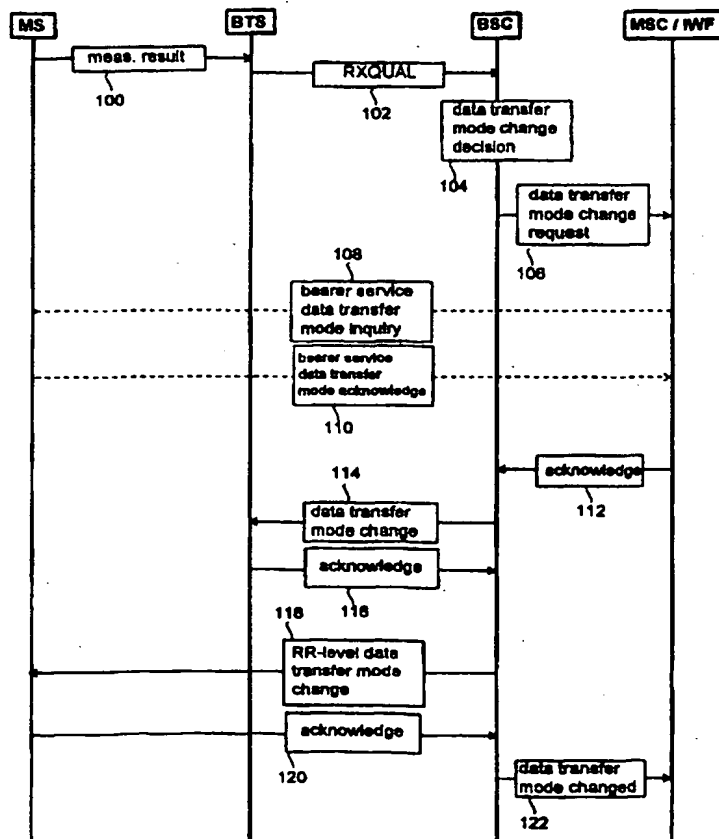 MS BTS BSC MSC / IWF
meas. result
100
RXQUAL
102
data transfer
mode change
decision
104
data transfer
mode change
request
106
108
bearer service
data transfer
mode inquiry
bearer service
data transfer
mode acknowledge
110
acknowledge
112
114
data transfer
mode change
acknowledge
116
118
RR-level data
transfer mode
change
acknowledge
120
data transfer
mode changed
122